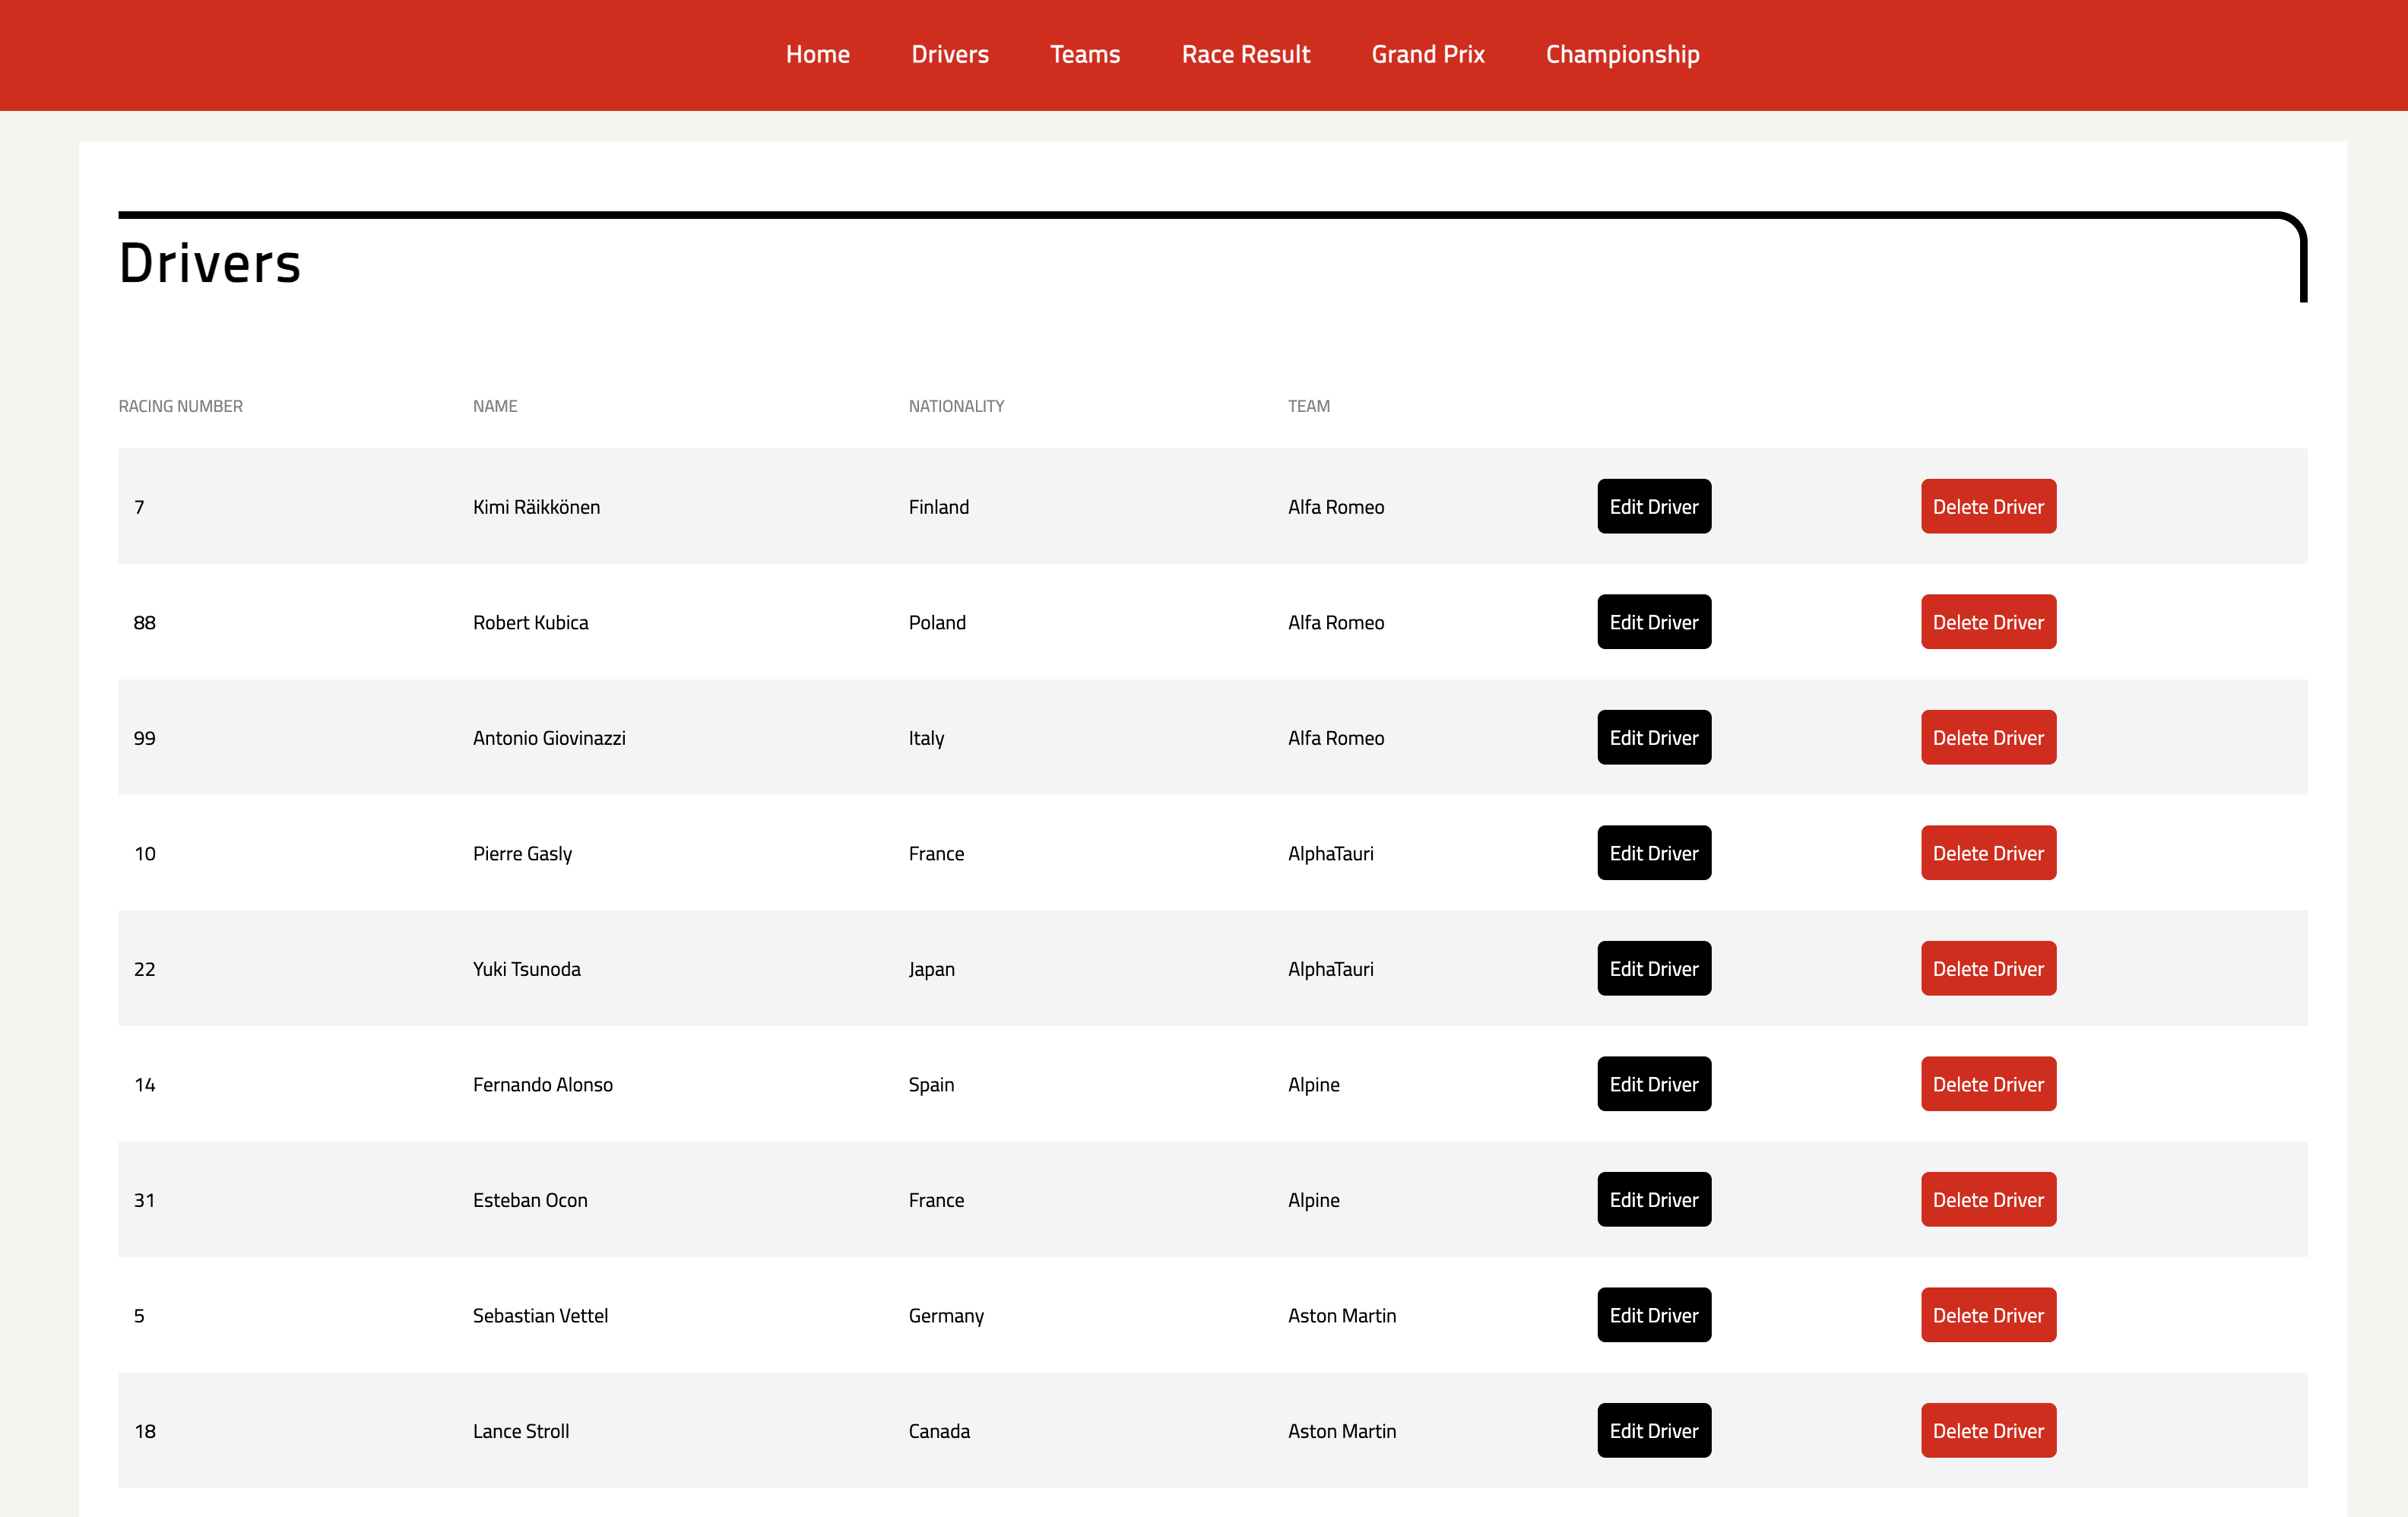 Home Drivers Teams Race Result Grand Prix Championship
Drivers
RACING NUMBER NAME NATIONALITY TEAM
7 Kimi Räikkönen Finland Alfa Romeo Edit Driver Delete Driver
88 Robert Kubica Poland Alfa Romeo Edit Driver Delete Driver
99 Antonio Giovinazzi Italy Alfa Romeo Edit Driver Delete Driver
10 Pierre Gasly France AlphaTauri Edit Driver Delete Driver
22 Yuki Tsunoda Japan AlphaTauri Edit Driver Delete Driver
14 Fernando Alonso Spain Alpine Edit Driver Delete Driver
31 Esteban Ocon France Alpine Edit Driver Delete Driver
5 Sebastian Vettel Germany Aston Martin Edit Driver Delete Driver
18 Lance Stroll Canada Aston Martin Edit Driver Delete Driver